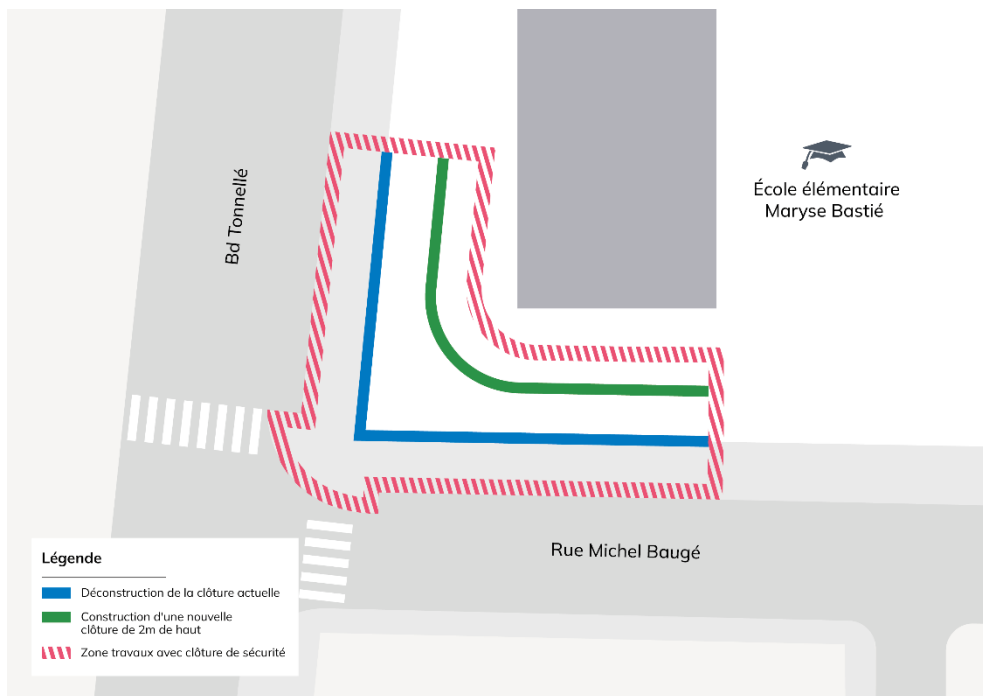 École élémentaire
Maryse Bastié
Bd Tonnellé
Rue Michel Baugé
Légende
Déconstruction de la clôture actuelle
Construction d'une nouvelle
clôture de 2m de haut
Zone travaux avec clôture de sécurité